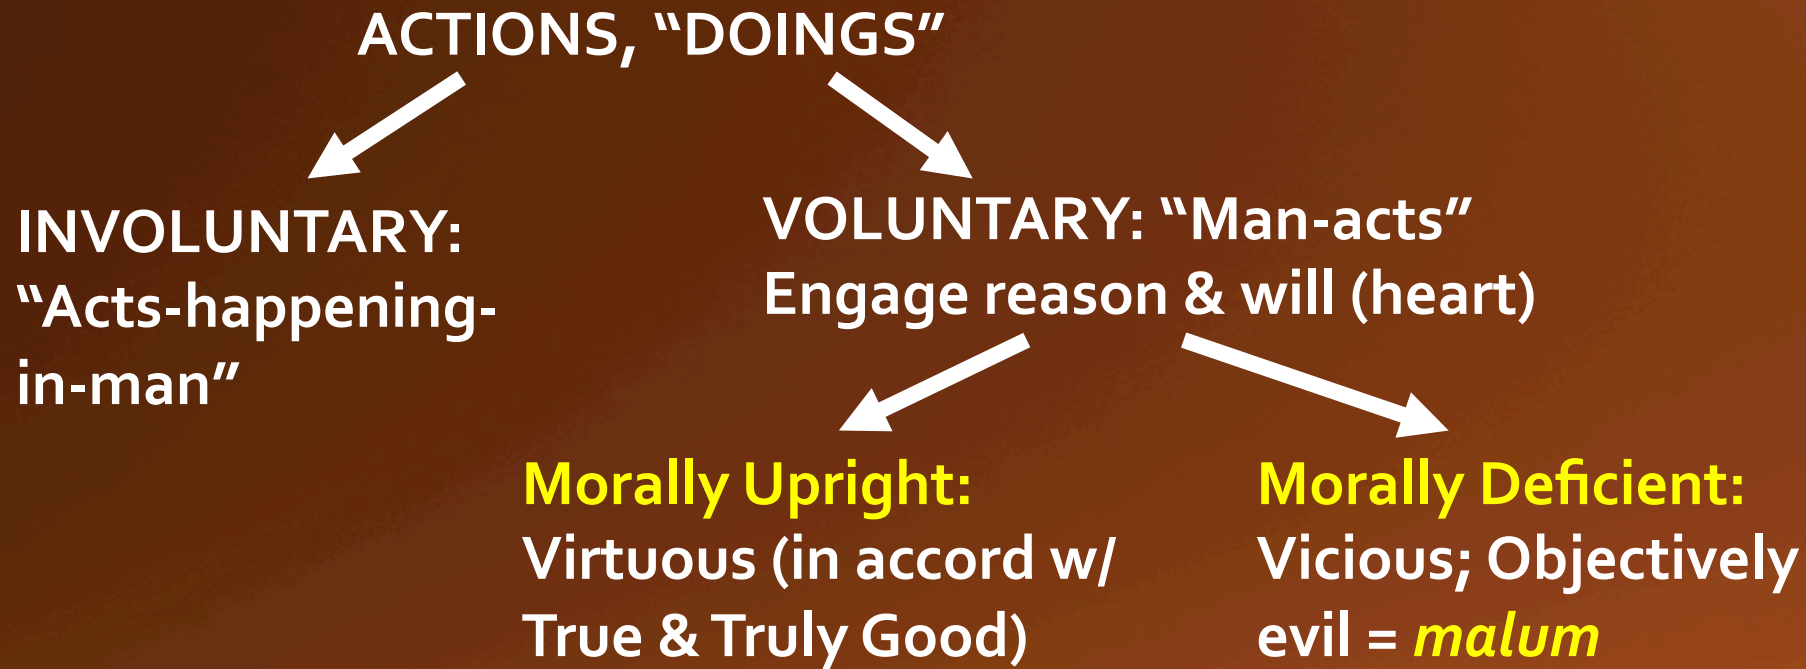 ACTIONS, “DOINGS”
INVOLUNTARY:
“Acts-happening-
in-man”
VOLUNTARY: “Man-acts”
Engage reason & will (heart)
Morally Upright:
Virtuous (in accord w/
True & Truly Good)
Morally Deficient:
Vicious; Objectively
evil = malum